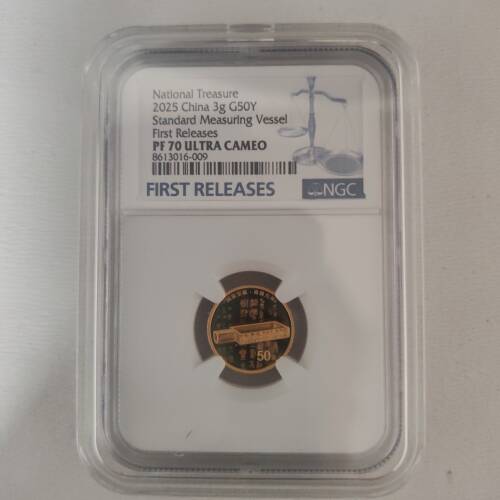 National Treasure
2025 China 3g G50Y
Standard Measuring Vessel
First Releases
PF 70 ULTRA CAMEO
8613016-009
FIRST RELEASES
NGC
50